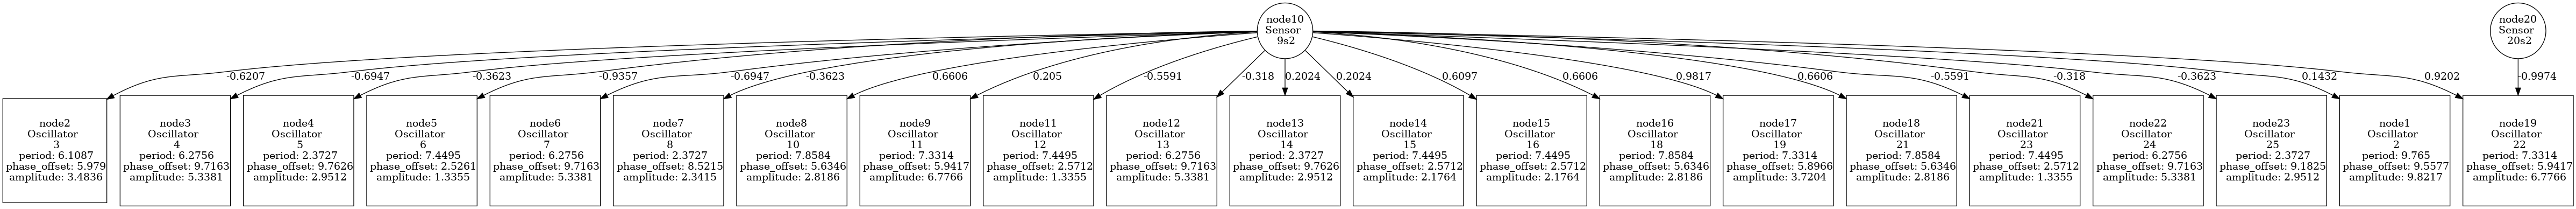 node10
Sensor
9s2
node20
Sensor
20s2
-0.6207
-0.6947
-0.3623
-0.9357
-0.6947
-0.3623
0.6606
0.205
-0.5591
-0.318
0.2024
0.2024
0.6097
0.6606
0.9817
0.6606
-0.5591
-0.318
-0.3623
0.1432
0.9202
-0.9974
node2
Oscillator
3
period: 6.1087
phase_offset: 5.979
amplitude: 3.4836
node3
Oscillator
4
period: 6.2756
phase_offset: 9.7163
amplitude: 5.3381
node4
Oscillator
5
period: 2.3727
phase_offset: 9.7626
amplitude: 2.9512
node5
Oscillator
6
period: 7.4495
phase_offset: 2.5261
amplitude: 1.3355
node6
Oscillator
7
period: 6.2756
phase_offset: 9.7163
amplitude: 5.3381
node7
Oscillator
8
period: 2.3727
phase_offset: 8.5215
amplitude: 2.3415
node8
Oscillator
10
period: 7.8584
phase_offset: 5.6346
amplitude: 2.8186
node9
Oscillator
11
period: 7.3314
phase_offset: 5.9417
amplitude: 6.7766
node11
Oscillator
12
period: 7.4495
phase_offset: 2.5712
amplitude: 1.3355
node12
Oscillator
13
period: 6.2756
phase_offset: 9.7163
amplitude: 5.3381
node13
Oscillator
14
period: 2.3727
phase_offset: 9.7626
amplitude: 2.9512
node14
Oscillator
15
period: 7.4495
phase_offset: 2.5712
amplitude: 2.1764
node15
Oscillator
16
period: 7.4495
phase_offset: 2.5712
amplitude: 2.1764
node16
Oscillator
18
period: 7.8584
phase_offset: 5.6346
amplitude: 2.8186
node17
Oscillator
19
period: 7.3314
phase_offset: 5.8966
amplitude: 3.7204
node18
Oscillator
21
period: 7.8584
phase_offset: 5.6346
amplitude: 2.8186
node21
Oscillator
23
period: 7.4495
phase_offset: 2.5712
amplitude: 1.3355
node22
Oscillator
24
period: 6.2756
phase_offset: 9.7163
amplitude: 5.3381
node23
Oscillator
25
period: 2.3727
phase_offset: 9.1825
amplitude: 2.9512
node1
Oscillator
2
period: 9.765
phase_offset: 9.5577
amplitude: 9.8217
node19
Oscillator
22
period: 7.3314
phase_offset: 5.9417
amplitude: 6.7766